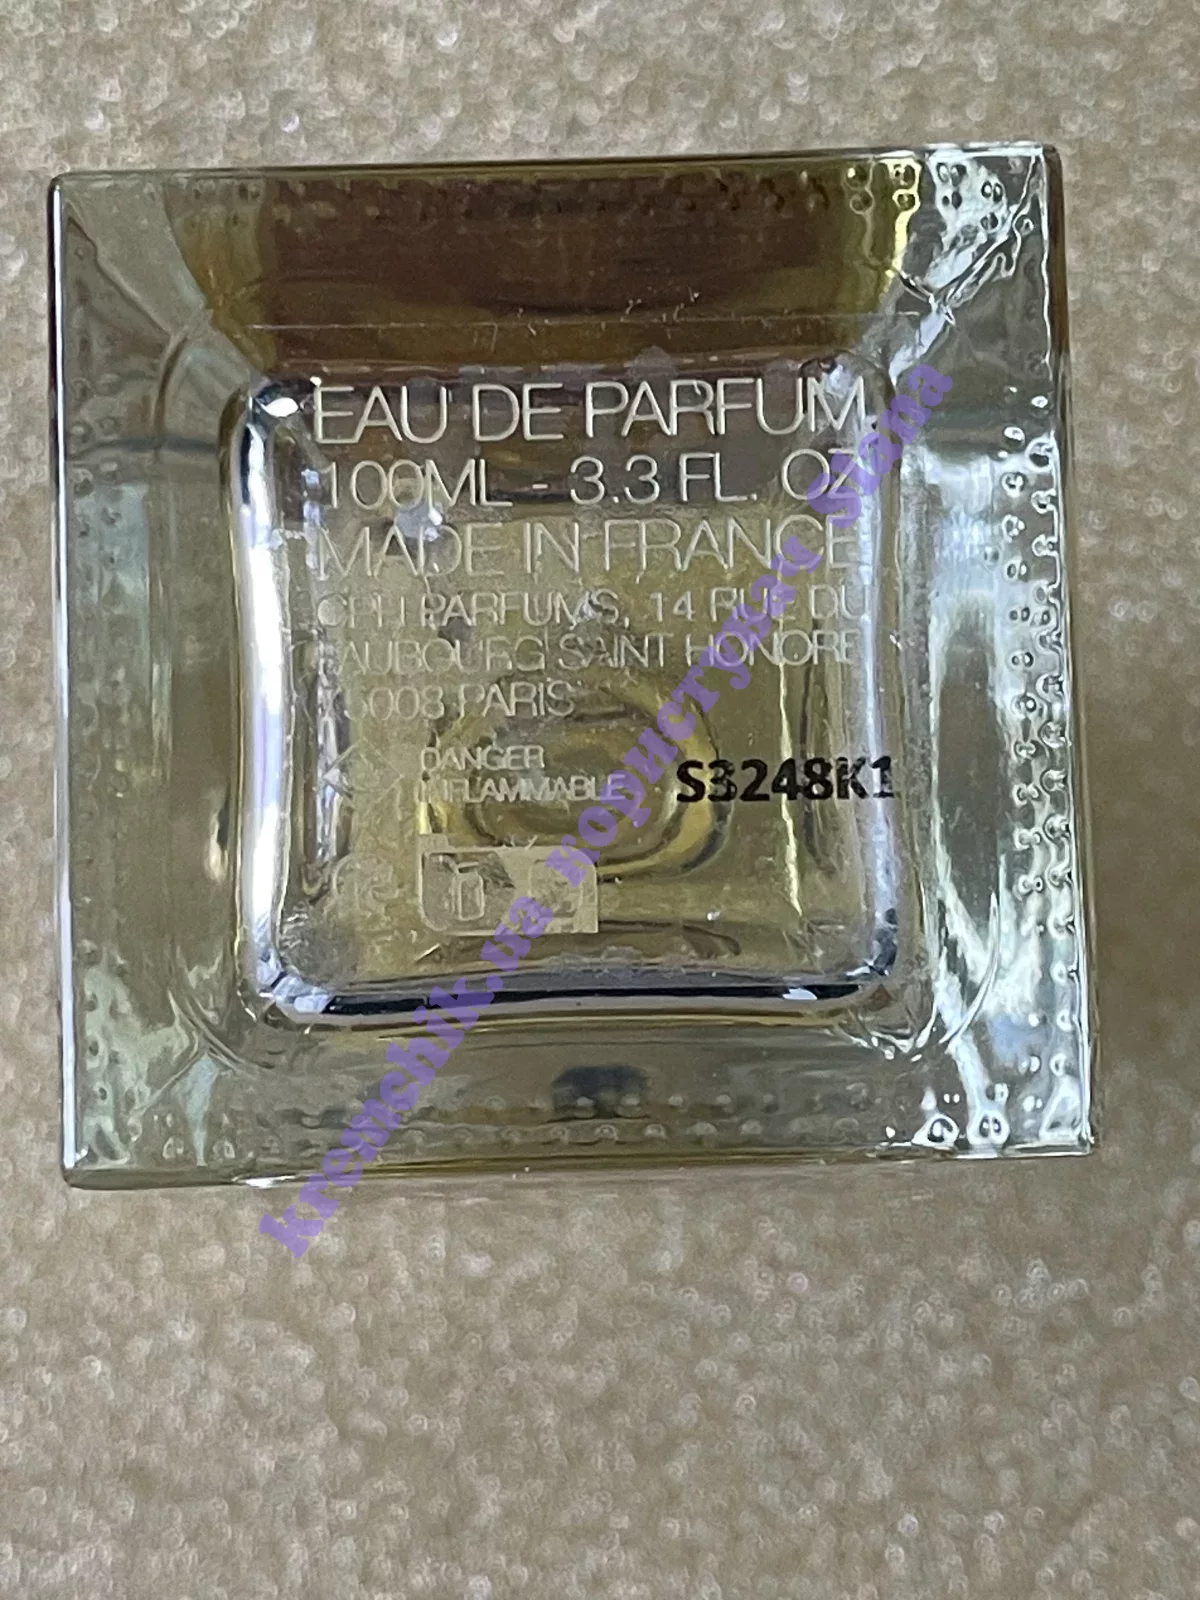 EAU DE PARFUM
100ML - 3.3 FL. OZ
MADE IN FRANCE
CPH PARFUMS, 14 RUE DU
FAUBOURG SAINT HONORE
75008 PARIS
DANGER
INFLAMMABLE
S3248K1
kremchik.ua користувач Slana